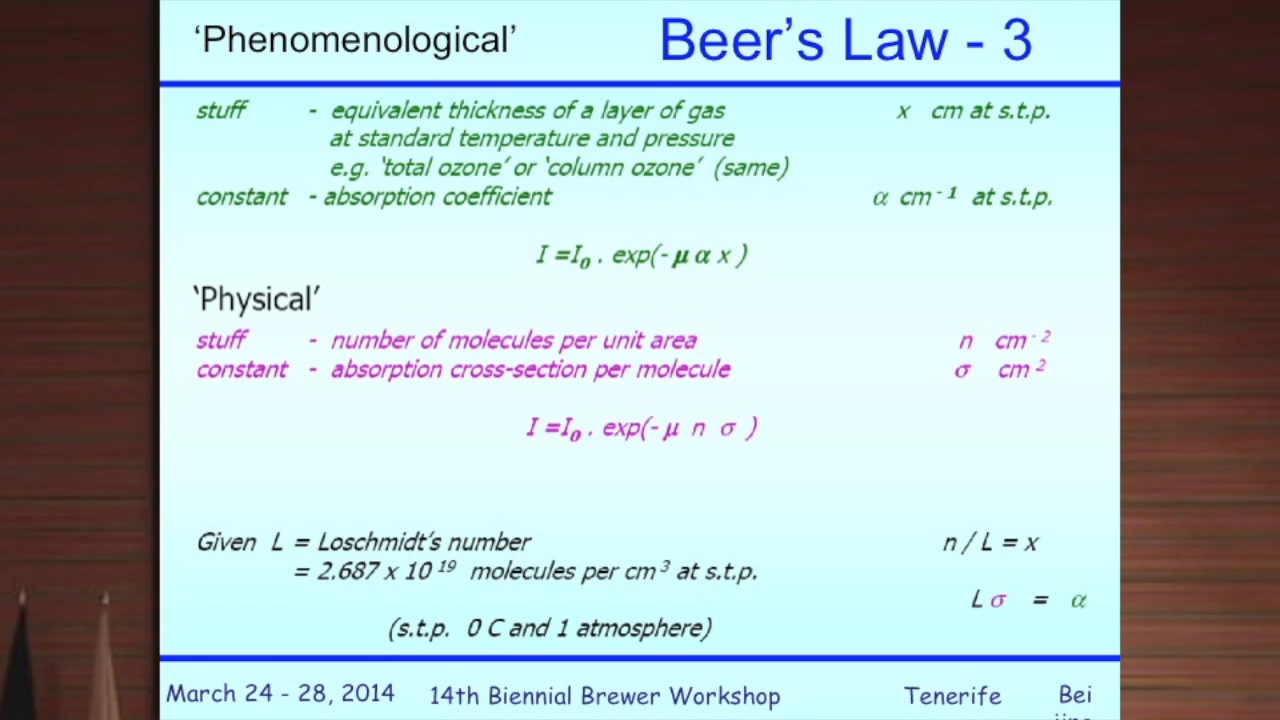 ‘Phenomenological’ Beer’s Law - 3
stuff - equivalent thickness of a layer of gas x cm at s.t.p.
at standard temperature and pressure
e.g. ‘total ozone’ or ‘column ozone’ (same)
constant - absorption coefficient α cm⁻¹ at s.t.p.
I =I₀ . exp(- μ α x )
‘Physical’
stuff - number of molecules per unit area n cm⁻²
constant - absorption cross-section per molecule σ cm²
I =I₀ . exp(- μ n σ )
Given L = Loschmidt’s number n / L = x
= 2.687 x 10¹⁹ molecules per cm³ at s.t.p.
L σ = α
(s.t.p. 0 C and 1 atmosphere)
March 24 - 28, 2014 14th Biennial Brewer Workshop Tenerife Bei